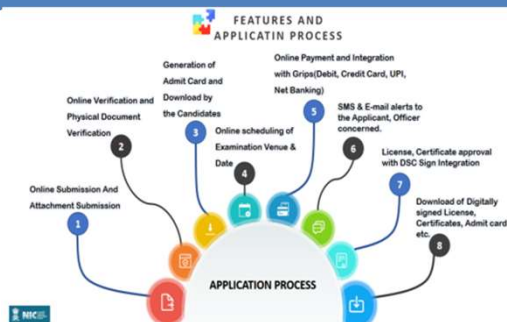 FEATURES AND
APPLICATIN PROCESS
Online Submission And
Attachment Submission
1
Online Verification and
Physical Document
Verification
2
Generation of
Admit Card and
Download by
the Candidates
3
Online scheduling of
Examination Venue &
Date
4
Online Payment and Integration
with Grips(Debit, Credit Card, UPI,
Net Banking)
5
SMS & E-mail alerts to
the Applicant, Officer
concerned.
6
License, Certificate approval
with DSC Sign Integration
7
Download of Digitally
signed License,
Certificates, Admit card
etc.
8
APPLICATION PROCESS
NIC